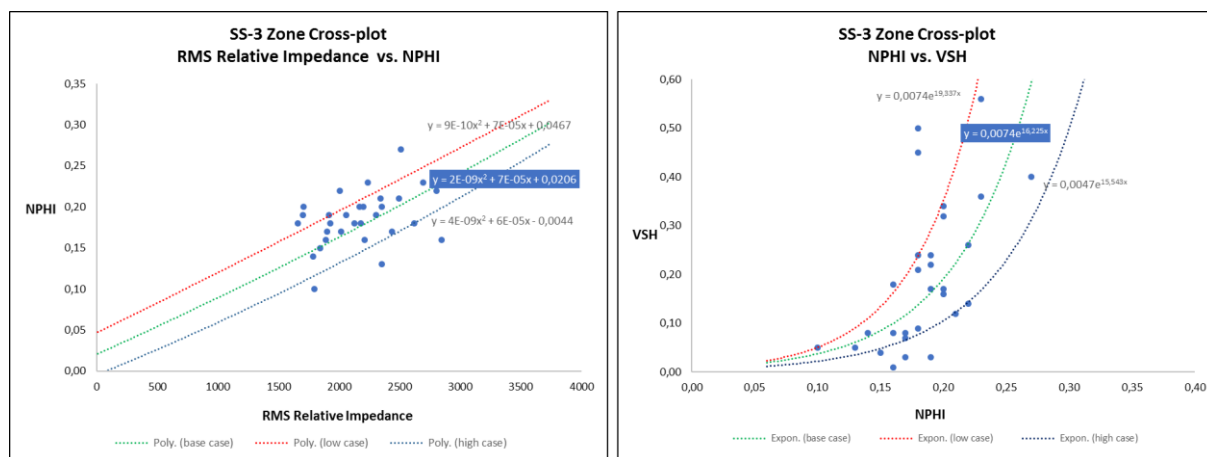 SS-3 Zone Cross-plot
RMS Relative Impedance vs. NPHI
0,35
0,30
0,25
0,20
0,15
0,10
0,05
0,00
NPHI
y = 9E-10x² + 7E-05x + 0,0467
y = 2E-09x² + 7E-05x + 0,0206
y = 4E-09x² + 6E-05x - 0,0044
0 500 1000 1500 2000 2500 3000 3500 4000
RMS Relative Impedance
Poly. (base case) Poly. (low case) Poly. (high case)
SS-3 Zone Cross-plot
NPHI vs. VSH
0,60
0,50
0,40
0,30
0,20
0,10
0,00
VSH
y = 0,0074e^19,337x
y = 0,0074e^16,225x
y = 0,0047e^15,543x
0,00 0,05 0,10 0,15 0,20 0,25 0,30 0,35 0,40
NPHI
Expon. (base case) Expon. (low case) Expon. (high case)